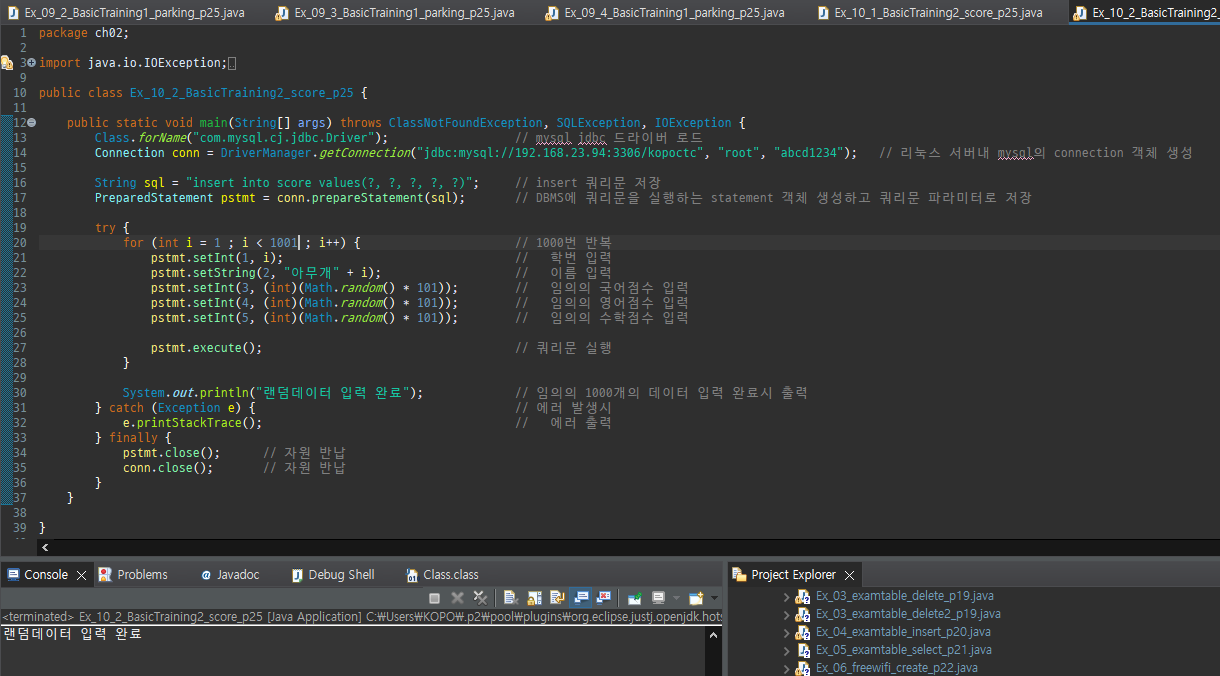 Ex_09_2_BasicTraining1_parking_p25.java Ex_09_3_BasicTraining1_parking_p25.java Ex_09_4_BasicTraining1_parking_p25.java Ex_10_1_BasicTraining2_score_p25.java Ex_10_2_BasicTraining2_
1 package ch02;
2
3 import java.io.IOException;
9
10 public class Ex_10_2_BasicTraining2_score_p25 {
11
12 public static void main(String[] args) throws ClassNotFoundException, SQLException, IOException {
13 Class.forName("com.mysql.cj.jdbc.Driver"); // mysql jdbc 드라이버 로드
14 Connection conn = DriverManager.getConnection("jdbc:mysql://192.168.23.94:3306/kopoctc", "root", "abcd1234"); // 리눅스 서버내 mysql의 connection 객체 생성
15
16 String sql = "insert into score values(?, ?, ?, ?, ?)"; // insert 쿼리문 저장
17 PreparedStatement pstmt = conn.prepareStatement(sql); // DBMS에 쿼리문을 실행하는 statement 객체 생성하고 쿼리문 파라미터로 저장
18
19 try {
20 for (int i = 1 ; i < 1001 ; i++) { // 1000번 반복
21 pstmt.setInt(1, i); // 학번 입력
22 pstmt.setString(2, "아무개" + i); // 이름 입력
23 pstmt.setInt(3, (int)(Math.random() * 101)); // 임의의 국어점수 입력
24 pstmt.setInt(4, (int)(Math.random() * 101)); // 임의의 영어점수 입력
25 pstmt.setInt(5, (int)(Math.random() * 101)); // 임의의 수학점수 입력
26
27 pstmt.execute(); // 쿼리문 실행
28 }
29
30 System.out.println("랜덤데이터 입력 완료"); // 임의의 1000개의 데이터 입력 완료시 출력
31 } catch (Exception e) { // 에러 발생시
32 e.printStackTrace(); // 에러 출력
33 } finally {
34 pstmt.close(); // 자원 반납
35 conn.close(); // 자원 반납
36 }
37 }
38
39 }
Console Problems Javadoc Debug Shell Class.class
<terminated> Ex_10_2_BasicTraining2_score_p25 [Java Application] C:₩Users₩KOPO₩.p2₩pool₩plugins₩org.eclipse.justj.openjdk.hots
랜덤데이터 입력 완료
Project Explorer
Ex_03_examtable_delete_p19.java
Ex_03_examtable_delete2_p19.java
Ex_04_examtable_insert_p20.java
Ex_05_examtable_select_p21.java
Ex_06_freewifi_create_p22.java